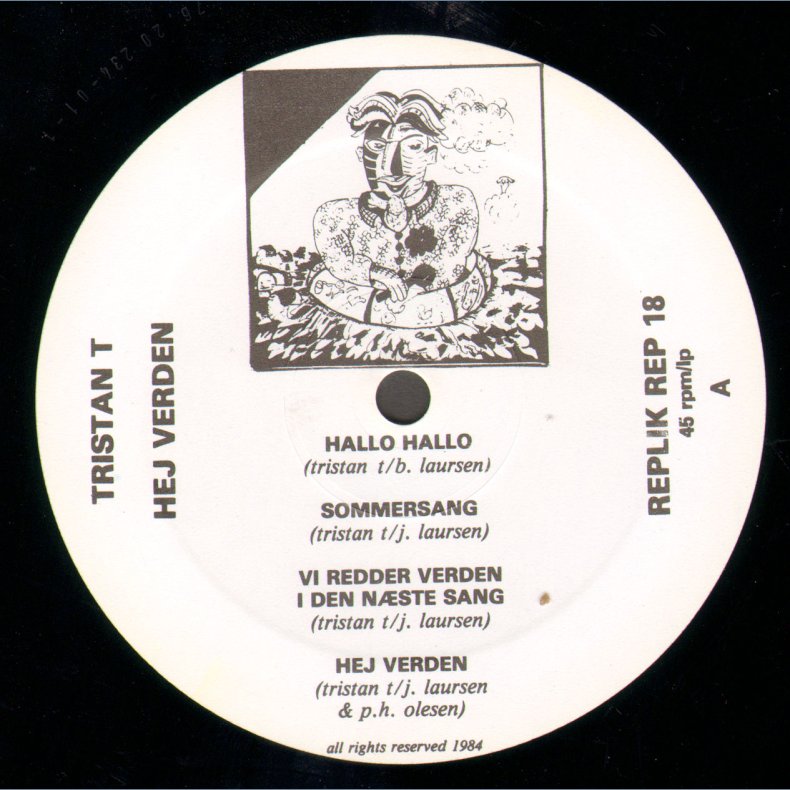 TRISTAN T
HEJ VERDEN
HALLO HALLO
(tristan t/b. laursen)
SOMMERSANG
(tristan t/j. laursen)
VI REDDER VERDEN
I DEN NÆSTE SANG
(tristan t/j. laursen)
HEJ VERDEN
(tristan t/j. laursen
& p.h. olesen)
all rights reserved 1984
REPLIK REP 18
45 rpm/lp
A